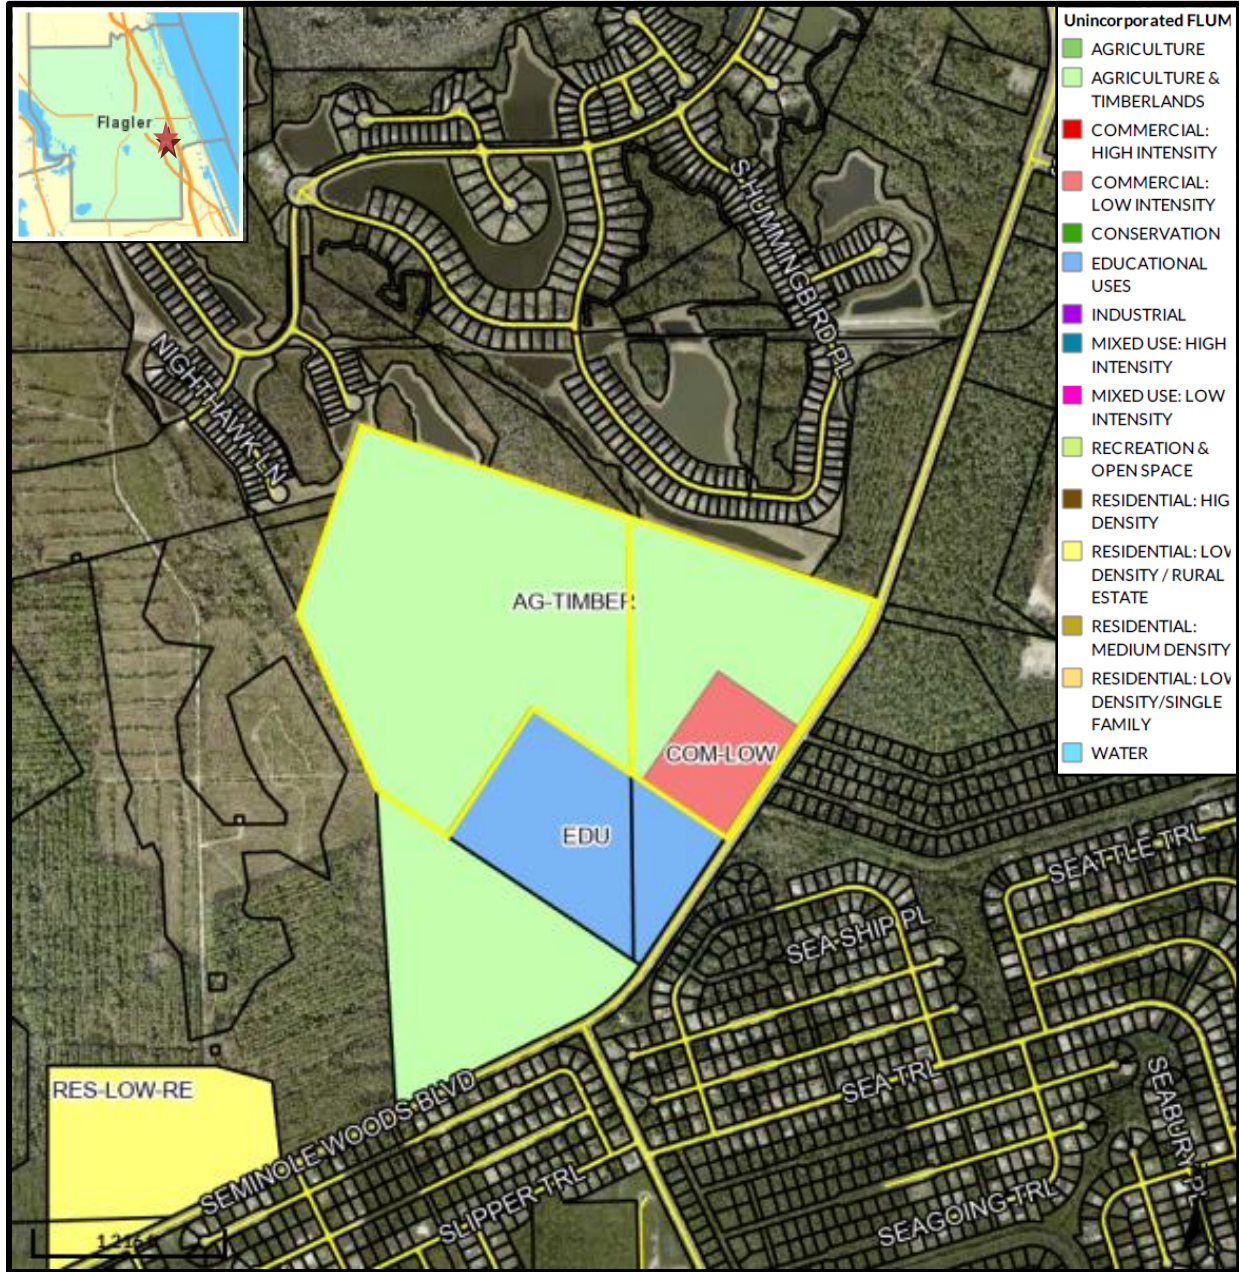 Flagler
Unincorporated FLUM
AGRICULTURE
AGRICULTURE &
TIMBERLANDS
COMMERCIAL:
HIGH INTENSITY
COMMERCIAL:
LOW INTENSITY
CONSERVATION
EDUCATIONAL
USES
INDUSTRIAL
MIXED USE: HIGH
INTENSITY
MIXED USE: LOW
INTENSITY
RECREATION &
OPEN SPACE
RESIDENTIAL: HIG
DENSITY
RESIDENTIAL: LOW
DENSITY / RURAL
ESTATE
RESIDENTIAL:
MEDIUM DENSITY
RESIDENTIAL: LOW
DENSITY/SINGLE
FAMILY
WATER
S HUMMINGBIRD PL
NIGHTHAWK LN
AG-TIMBER
COM-LOW
EDU
SEATTLE TRL
SEA SHIP PL
SEA TRL
SEABURY PL
RES-LOW-RE
SEMINOLE WOODS BLVD
SLIPPER TRL
SEAGOING TRL